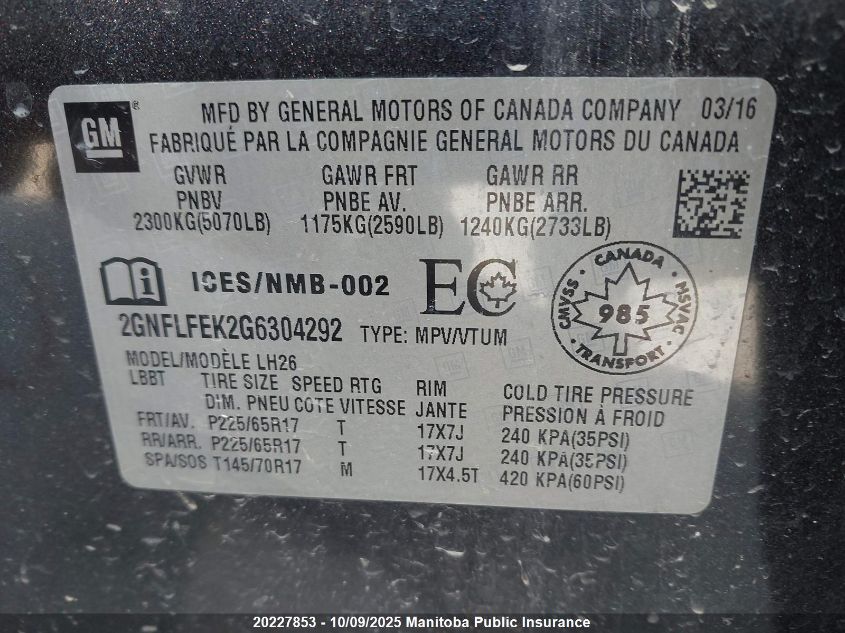 GM ®
MFD BY GENERAL MOTORS OF CANADA COMPANY 03/16
FABRIQUÉ PAR LA COMPAGNIE GENERAL MOTORS DU CANADA
GVWR GAWR FRT GAWR RR
PNBV PNBE AV. PNBE ARR.
2300KG(5070LB) 1175KG(2590LB) 1240KG(2733LB)
i ICES/NMB-002 EC
CANADA
CMVSS 985 NSVAC
TRANSPORT
2GNFLFEK2G6304292 TYPE: MPV/VTUM
MODEL/MODÈLE LH26
LBBT TIRE SIZE SPEED RTG RIM COLD TIRE PRESSURE
DIM. PNEU COTE VITESSE JANTE PRESSION À FROID
FRT/AV. P225/65R17 T 17X7J 240 KPA(35PSI)
RR/ARR. P225/65R17 T 17X7J 240 KPA(35PSI)
SPA/SOS T145/70R17 M 17X4.5T 420 KPA(60PSI)
20227853 - 10/09/2025 Manitoba Public Insurance